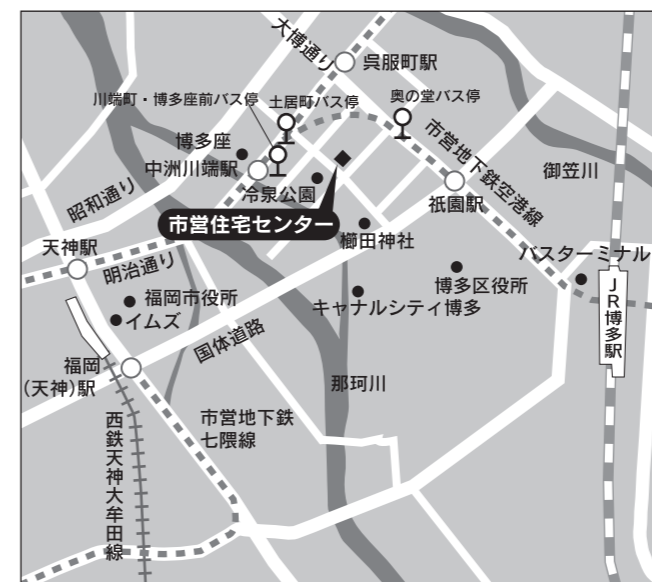 大博通り
呉服町駅
川端町・博多座前バス停
土居町バス停
奥の堂バス停
博多座
中洲川端駅
市営地下鉄空港線
御笠川
昭和通り
冷泉公園
祇園駅
市営住宅センター
天神駅
明治通り
櫛田神社
バスターミナル
福岡市役所
博多区役所
JR博多駅
イムズ
キャナルシティ博多
国体道路
福岡
(天神)駅
那珂川
市営地下鉄
七隈線
西鉄天神大牟田線